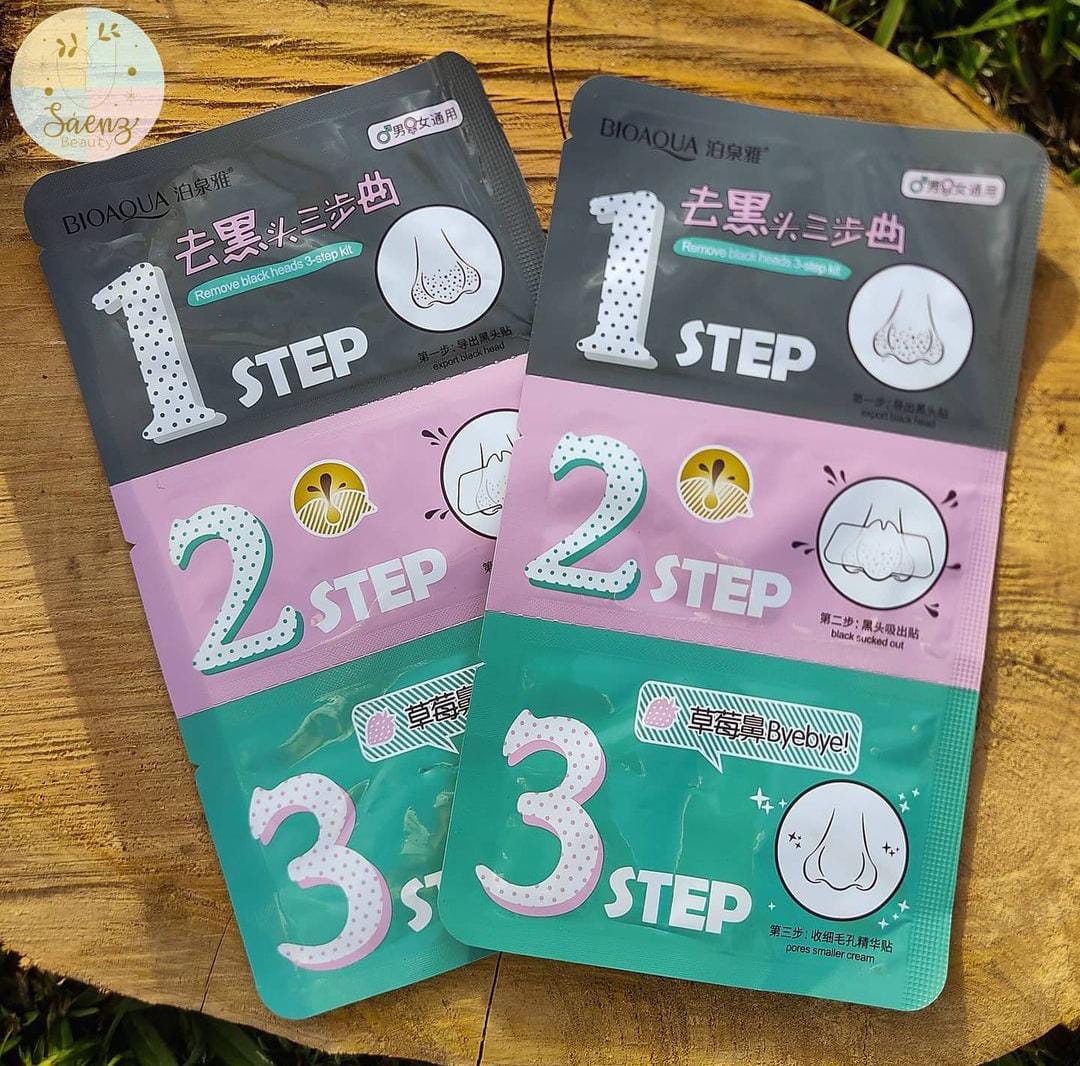 Sáenz
Beauty
BIOAQUA 泊泉雅®
男女通用
去黑头三步曲
Remove black heads 3-step kit
1 STEP
第一步：导出黑头贴
export black head
2 STEP
3
草莓鼻
BIOAQUA 泊泉雅®
男女通用
去黑头三步曲
Remove black heads 3-step kit
1 STEP
第一步：导出黑头贴
export black head
2 STEP
第二步：黑头吸出贴
black sucked out
草莓鼻Byebye!
3 STEP
第三步：收细毛孔精华贴
pores smaller cream